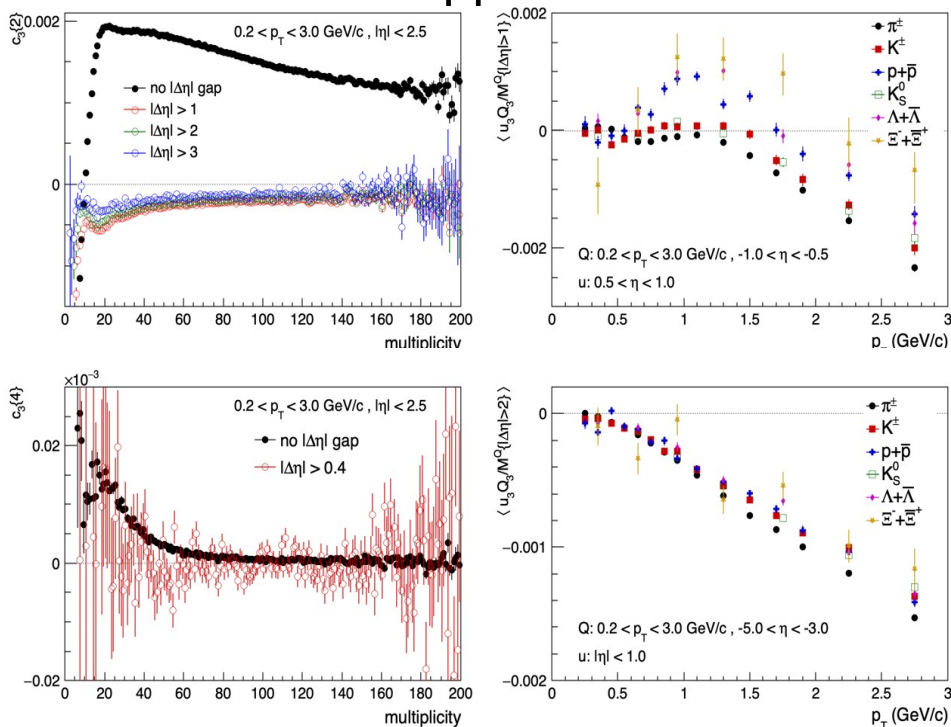 c₃{2}
0.002
0
0.2 < p_T < 3.0 GeV/c , |η| < 2.5
no |Δη| gap
|Δη| > 1
|Δη| > 2
|Δη| > 3
0 20 40 60 80 100 120 140 160 180 200
multiplicity
⟨ u₃Q₃/M^Q{|Δη|>1} ⟩
0.002
0
−0.002
π±
K±
p+p̅
K⁰_S
Λ+Λ̅
Ξ⁻+Ξ̅⁺
Q: 0.2 < p_T < 3.0 GeV/c , -1.0 < η < -0.5
u: 0.5 < η < 1.0
0 0.5 1 1.5 2 2.5 3
p_ (GeV/c)
c₃{4}
×10⁻³
0.02
0
−0.02
0.2 < p_T < 3.0 GeV/c , |η| < 2.5
no |Δη| gap
|Δη| > 0.4
0 20 40 60 80 100 120 140 160 180 200
multiplicity
⟨ u₃Q₃/M^Q{|Δη|>2} ⟩
0
−0.001
−0.002
π±
K±
p+p̅
K⁰_S
Λ+Λ̅
Ξ⁻+Ξ̅⁺
Q: 0.2 < p_T < 3.0 GeV/c , -5.0 < η < -3.0
u: |η| < 1.0
0 0.5 1 1.5 2 2.5 3
p_T (GeV/c)